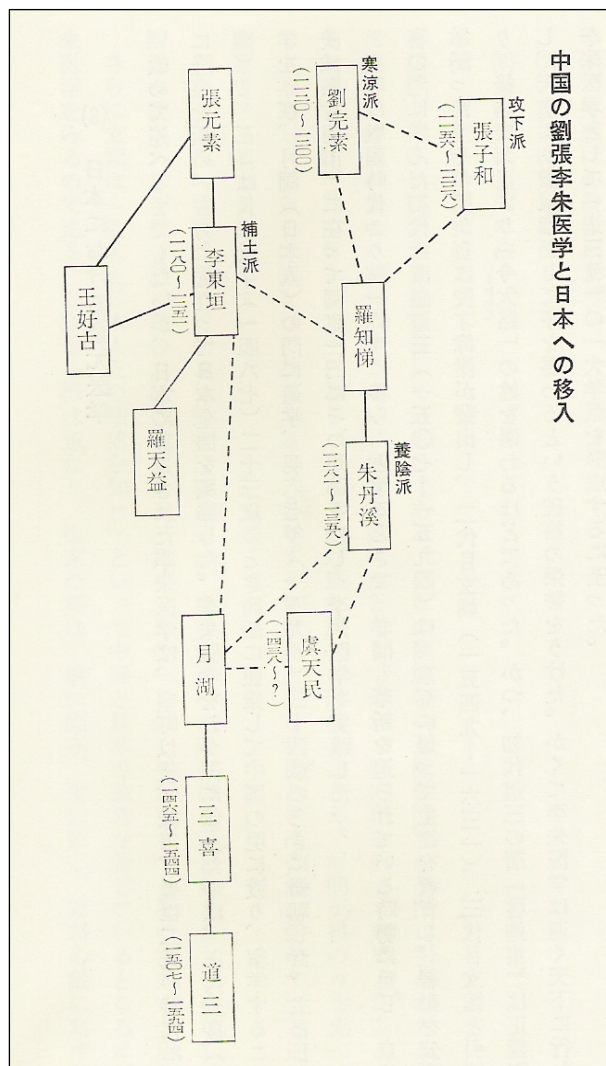 中国の劉張李朱医学と日本への移入
攻下派
張子和
(一一五六〜一二二八)
寒涼派
劉完素
(一一二〇〜一二〇〇)
張元素
補土派
李東垣
(一一八〇〜一二五一)
王好古
羅天益
羅知悌
養陰派
朱丹溪
(一二八一〜一三五八)
虞天民
(一四三八〜?)
月湖
三喜
(一四六五〜一五四四)
道三
(一五〇七〜一五九四)